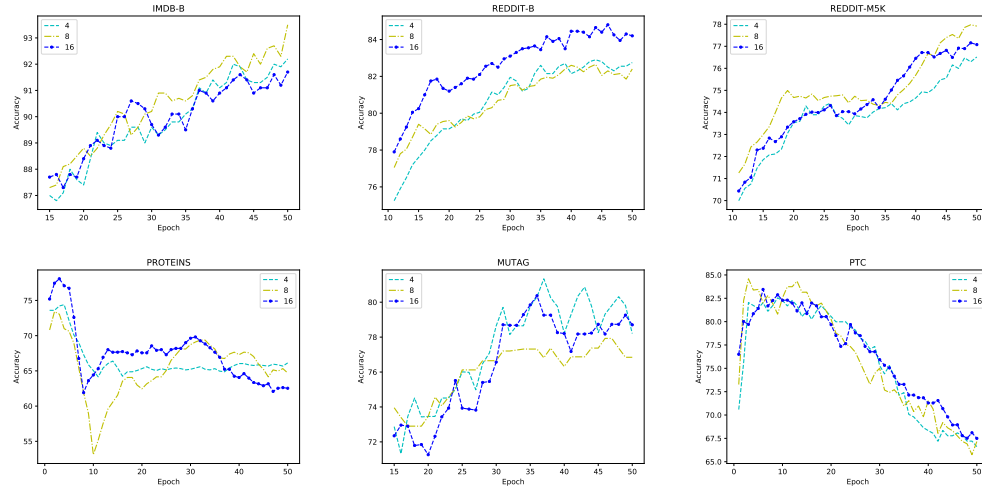 IMDB-B
4
8
16
Accuracy
93
92
91
90
89
88
87
15 20 25 30 35 40 45 50
Epoch
REDDIT-B
4
8
16
Accuracy
84
82
80
78
76
10 15 20 25 30 35 40 45 50
Epoch
REDDIT-M5K
4
8
16
Accuracy
78
77
76
75
74
73
72
71
70
10 15 20 25 30 35 40 45 50
Epoch
PROTEINS
4
8
16
Accuracy
75
70
65
60
55
0 10 20 30 40 50
Epoch
MUTAG
4
8
16
Accuracy
80
78
76
74
72
15 20 25 30 35 40 45 50
Epoch
PTC
4
8
16
Accuracy
85.0
82.5
80.0
77.5
75.0
72.5
70.0
67.5
65.0
0 10 20 30 40 50
Epoch